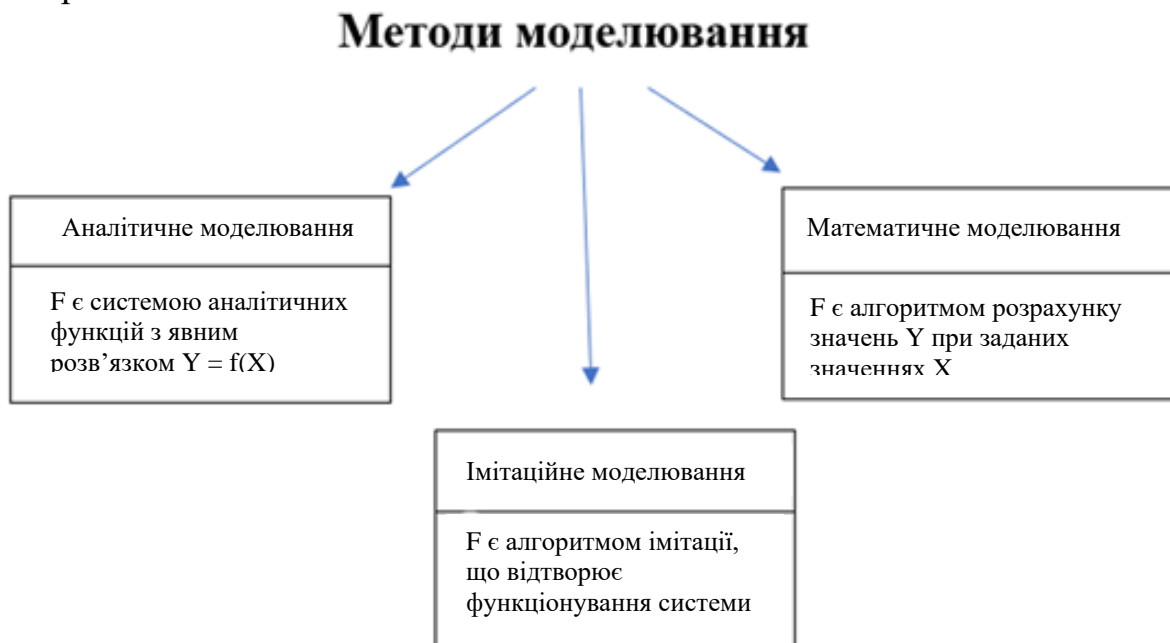 Методи моделювання
Аналітичне моделювання
F є системою аналітичних
функцій з явним
розв’язком Y = f(X)
Математичне моделювання
F є алгоритмом розрахунку
значень Y при заданих
значеннях X
Імітаційне моделювання
F є алгоритмом імітації,
що відтворює
функціонування системи